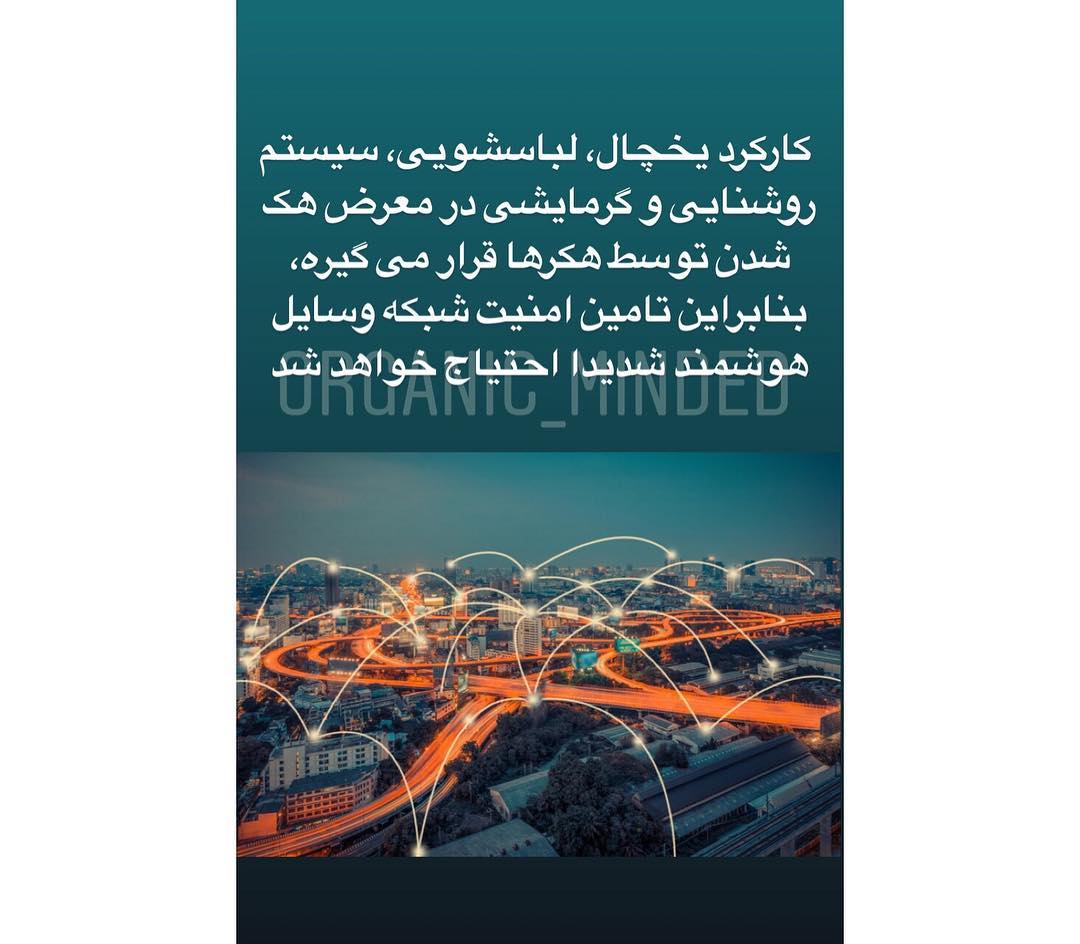 کارکرد یخچال، لباسشویی، سیستم
روشنایی و گرمایشی در معرض هک
شدن توسط هکرها قرار می گیره،
بنابراین تامین امنیت شبکه وسایل
هوشمند شدیدا احتیاج خواهد شد
ORGANIC_MINDED